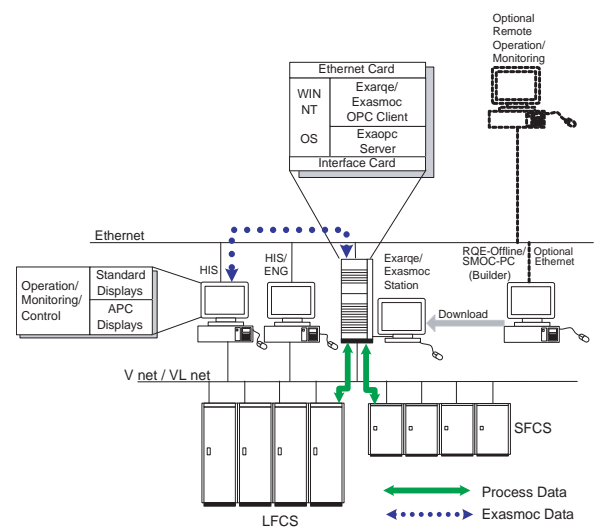 Optional
Remote
Operation/
Monitoring
Ethernet Card
WIN
NT
OS
Exarqe/
Exasmoc
OPC Client
Exaopc
Server
Interface Card
Ethernet
HIS
HIS/
ENG
Exarqe/
Exasmoc
Station
RQE-Offline/
SMOC-PC
(Builder)
Optional
Ethernet
Operation/
Monitoring/
Control
Standard
Displays
APC
Displays
Download
V net / VL net
SFCS
LFCS
Process Data
Exasmoc Data